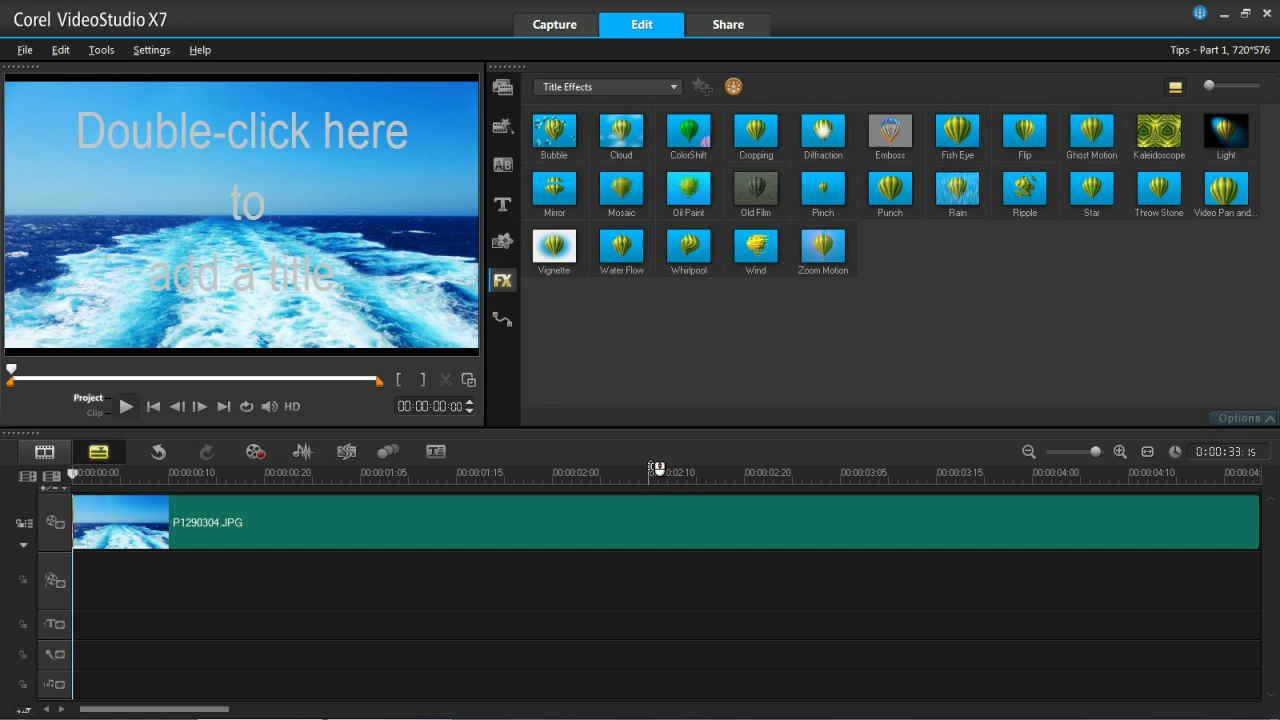 Corel VideoStudio X7
Capture
Edit
Share
File
Edit
Tools
Settings
Help
Tips - Part 1, 720*576
Double-click here
to
add a title.
Title Effects
Bubble
Cloud
ColorShift
Cropping
Diffraction
Emboss
Fish Eye
Flip
Ghost Motion
Kaleidoscope
Light
Mirror
Mosaic
Oil Paint
Old Film
Pinch
Punch
Rain
Ripple
Star
Throw Stone
Video Pan and...
Vignette
Water Flow
Whirlpool
Wind
Zoom Motion
AB
T
FX
Options
Project
Clip
HD
00:00:00:00
0:00:33:15
00:00:00:00
00:00:00:10
00:00:00:20
00:00:01:05
00:00:01:15
00:00:02:00
00:00:02:20
00:00:03:05
00:00:03:15
00:00:04:00
00:00:04:10
P1290304.JPG